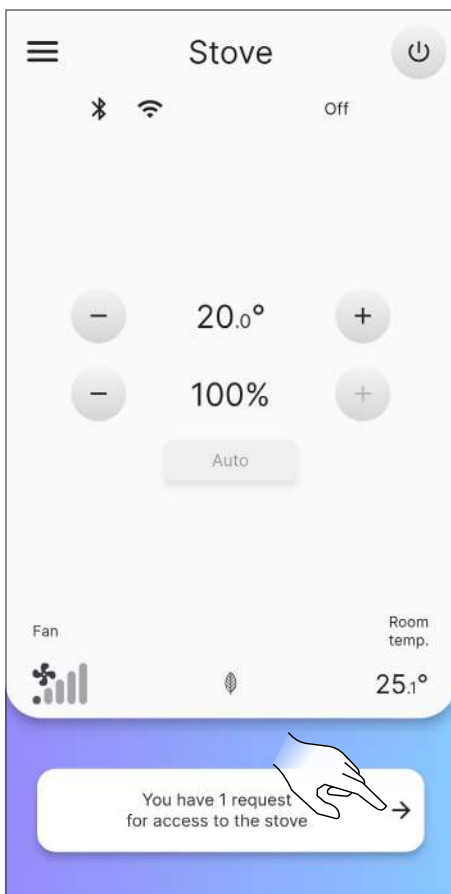 Stove
Off
20.0°
100%
Auto
Fan
Room
temp.
25.1°
You have 1 request
for access to the stove